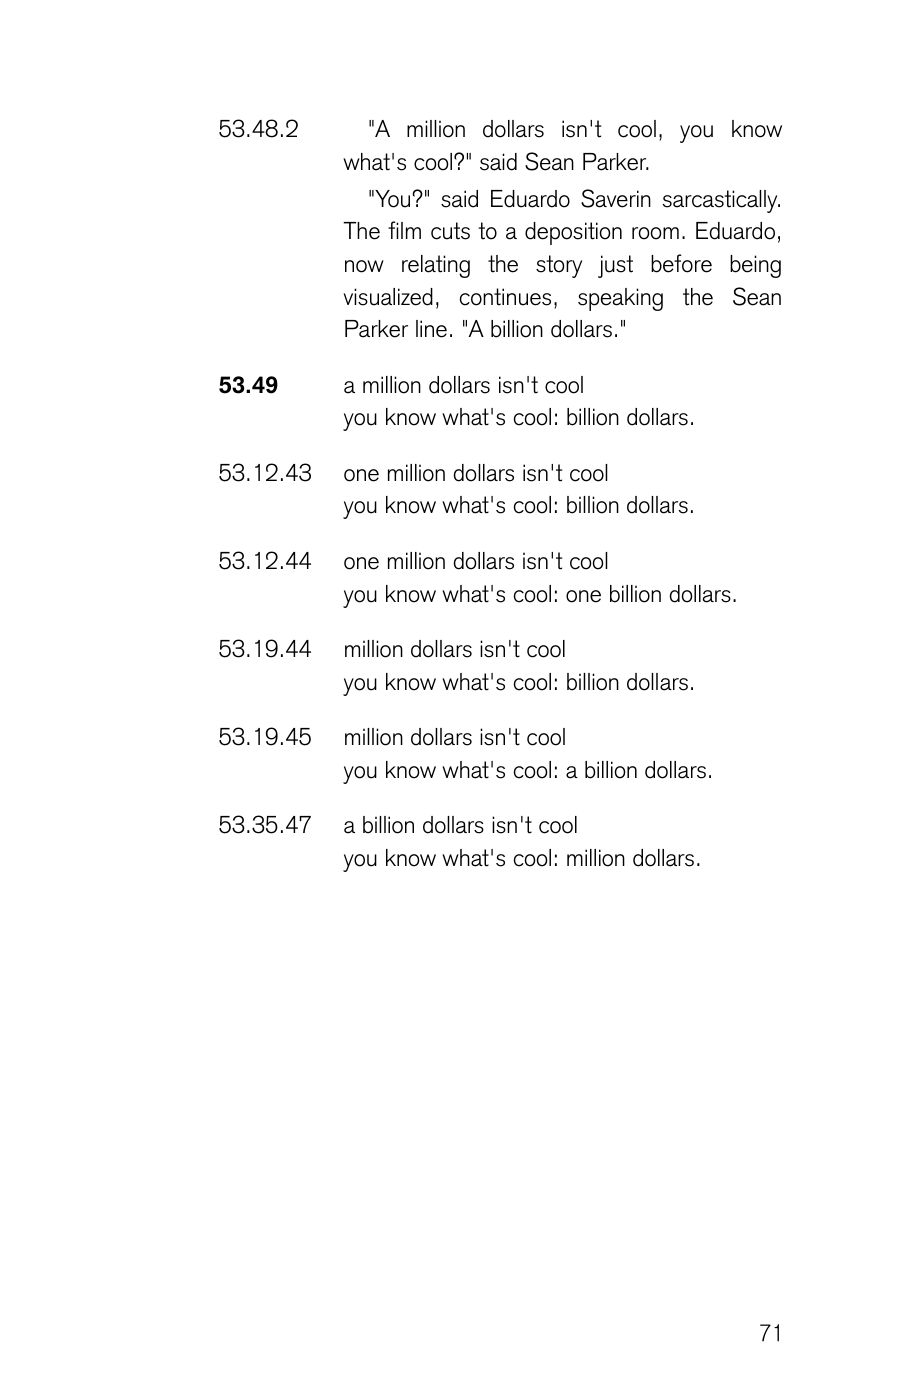 53.48.2 "A million dollars isn't cool, you know
what's cool?" said Sean Parker.
"You?" said Eduardo Saverin sarcastically.
The film cuts to a deposition room. Eduardo,
now relating the story just before being
visualized, continues, speaking the Sean
Parker line. "A billion dollars."
53.49 a million dollars isn't cool
you know what's cool: billion dollars.
53.12.43 one million dollars isn't cool
you know what's cool: billion dollars.
53.12.44 one million dollars isn't cool
you know what's cool: one billion dollars.
53.19.44 million dollars isn't cool
you know what's cool: billion dollars.
53.19.45 million dollars isn't cool
you know what's cool: a billion dollars.
53.35.47 a billion dollars isn't cool
you know what's cool: million dollars.
71